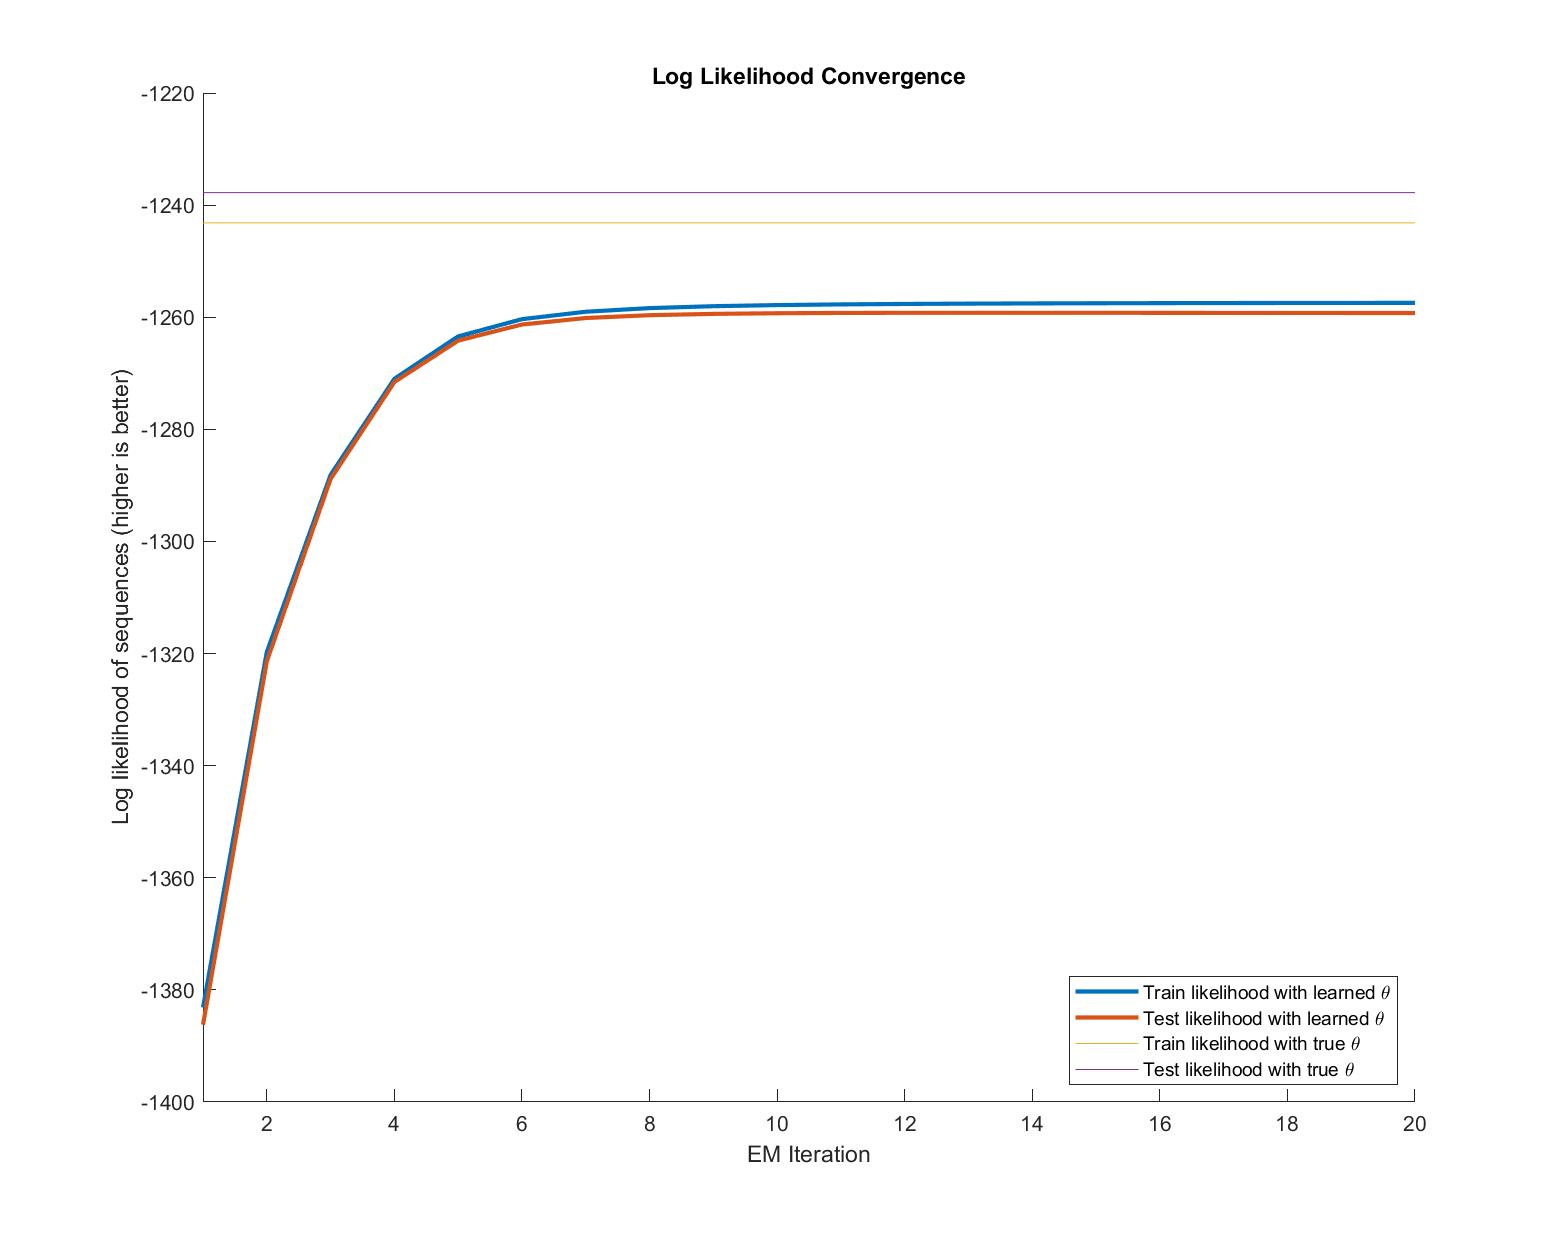 Log Likelihood Convergence
-1220
-1240
-1260
-1280
-1300
-1320
-1340
-1360
-1380
-1400
Log likelihood of sequences (higher is better)
2 4 6 8 10 12 14 16 18 20
EM Iteration
Train likelihood with learned θ
Test likelihood with learned θ
Train likelihood with true θ
Test likelihood with true θ